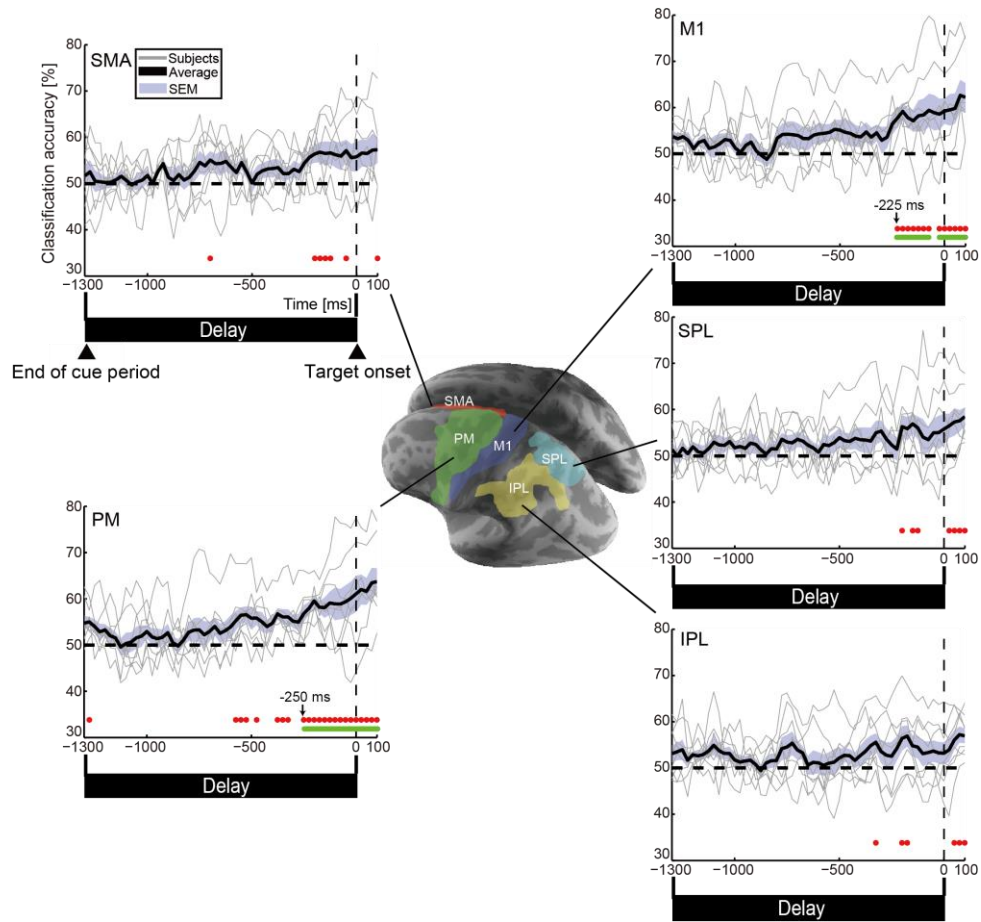 SMA
Subjects
Average
SEM
Classification accuracy [%]
80
70
60
50
40
30
−1300 −1000 −500 0 100
Time [ms]
Delay
End of cue period Target onset
M1
80
70
60
50
40
30
-225 ms
−1300 −1000 −500 0 100
Delay
SPL
80
70
60
50
40
30
−1300 −1000 −500 0 100
Delay
SMA
PM
M1
SPL
IPL
PM
80
70
60
50
40
30
-250 ms
−1300 −1000 −500 0 100
Delay
IPL
80
70
60
50
40
30
−1300 −1000 −500 0 100
Delay